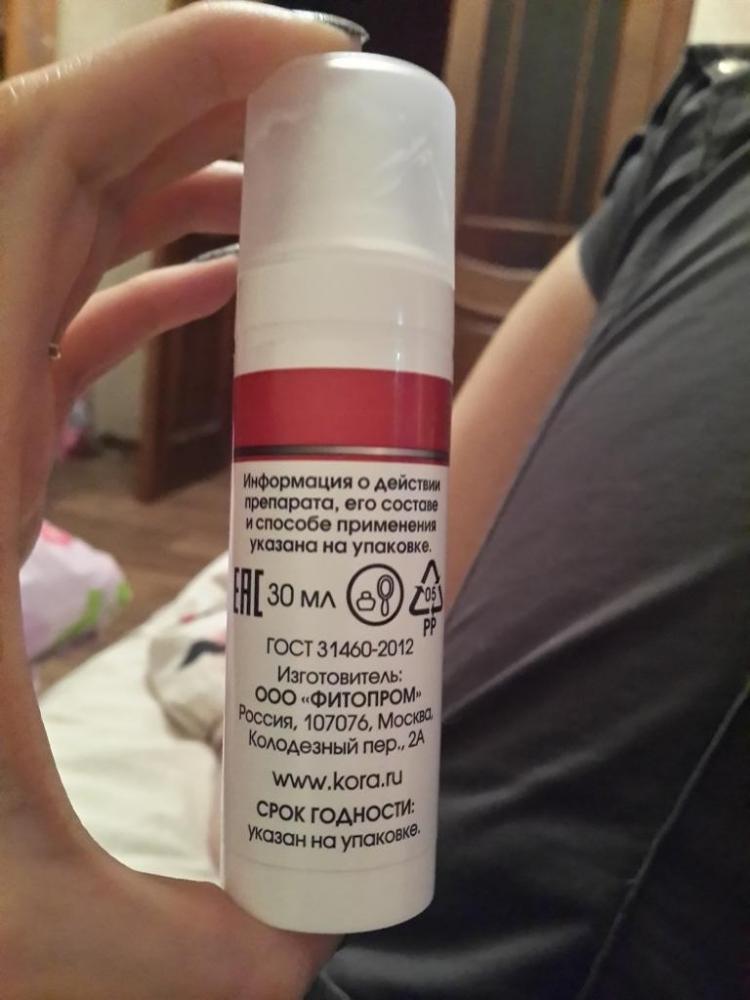 Информация о действии
препарата, его составе
и способе применения
указана на упаковке.
ЕАС 30 мл 05
PP
ГОСТ 31460-2012
Изготовитель:
ООО «ФИТОПРОМ»
Россия, 107076, Москва,
Колодезный пер., 2А
www.kora.ru
СРОК ГОДНОСТИ:
указан на упаковке.